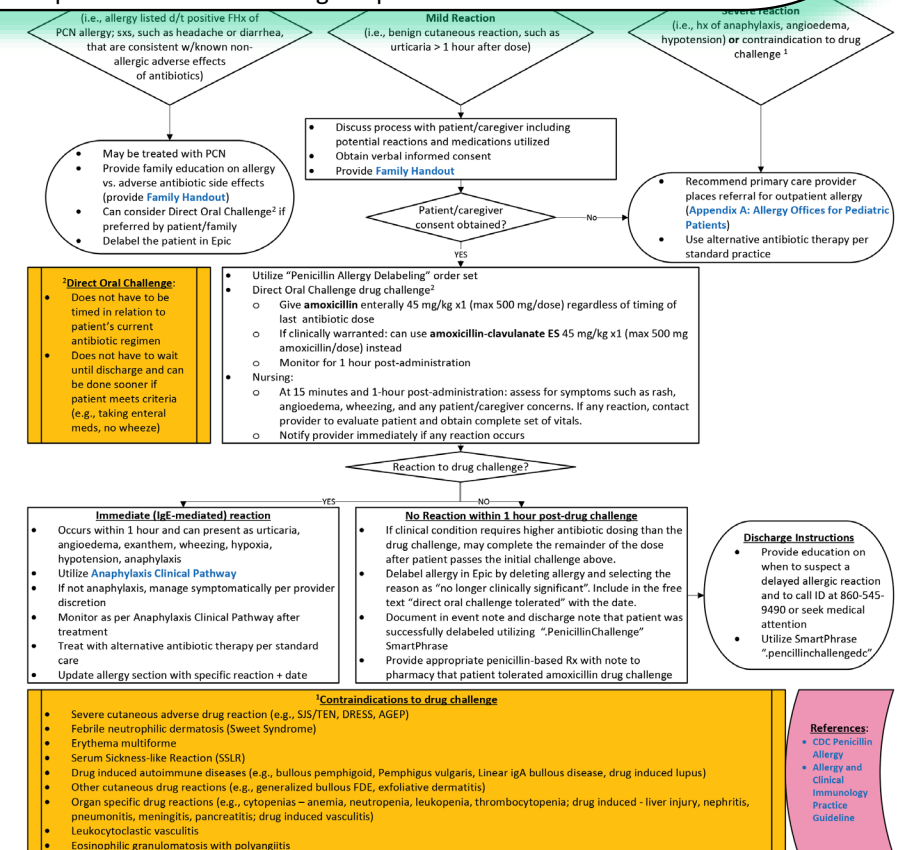 (i.e., allergy listed d/t positive FHx of
PCN allergy; sxs, such as headache or diarrhea,
that are consistent w/known non-
allergic adverse effects
of antibiotics)
Mild Reaction
(i.e., benign cutaneous reaction, such as
urticaria > 1 hour after dose)
Severe reaction
(i.e., hx of anaphylaxis, angioedema,
hypotension) or contraindication to drug
challenge 1
• May be treated with PCN
• Provide family education on allergy
vs. adverse antibiotic side effects
(provide Family Handout)
• Can consider Direct Oral Challenge2 if
preferred by patient/family
• Delabel the patient in Epic
• Discuss process with patient/caregiver including
potential reactions and medications utilized
• Obtain verbal informed consent
• Provide Family Handout
Patient/caregiver
consent obtained?
No
YES
• Recommend primary care provider
places referral for outpatient allergy
(Appendix A: Allergy Offices for Pediatric
Patients)
• Use alternative antibiotic therapy per
standard practice
2Direct Oral Challenge:
• Does not have to be
timed in relation to
patient's current
antibiotic regimen
• Does not have to wait
until discharge and can
be done sooner if
patient meets criteria
(e.g., taking enteral
meds, no wheeze)
• Utilize "Penicillin Allergy Delabeling" order set
• Direct Oral Challenge drug challenge2
o Give amoxicillin enterally 45 mg/kg x1 (max 500 mg/dose) regardless of timing of
last antibiotic dose
o If clinically warranted: can use amoxicillin-clavulanate ES 45 mg/kg x1 (max 500 mg
amoxicillin/dose) instead
o Monitor for 1 hour post-administration
• Nursing:
o At 15 minutes and 1-hour post-administration: assess for symptoms such as rash,
angioedema, wheezing, and any patient/caregiver concerns. If any reaction, contact
provider to evaluate patient and obtain complete set of vitals.
o Notify provider immediately if any reaction occurs
Reaction to drug challenge?
YES
NO
Immediate (IgE-mediated) reaction
• Occurs within 1 hour and can present as urticaria,
angioedema, exanthem, wheezing, hypoxia,
hypotension, anaphylaxis
• Utilize Anaphylaxis Clinical Pathway
• If not anaphylaxis, manage symptomatically per provider
discretion
• Monitor as per Anaphylaxis Clinical Pathway after
treatment
• Treat with alternative antibiotic therapy per standard
care
• Update allergy section with specific reaction + date
No Reaction within 1 hour post-drug challenge
• If clinical condition requires higher antibiotic dosing than the
drug challenge, may complete the remainder of the dose
after patient passes the initial challenge above.
• Delabel allergy in Epic by deleting allergy and selecting the
reason as "no longer clinically significant". Include in the free
text "direct oral challenge tolerated" with the date.
• Document in event note and discharge note that patient was
successfully delabeled utilizing ".PenicillinChallenge"
SmartPhrase
• Provide appropriate penicillin-based Rx with note to
pharmacy that patient tolerated amoxicillin drug challenge
Discharge Instructions
• Provide education on
when to suspect a
delayed allergic reaction
and to call ID at 860-545-
9490 or seek medical
attention
• Utilize SmartPhrase
".pencillinchallengedc"
1Contraindications to drug challenge
• Severe cutaneous adverse drug reaction (e.g., SJS/TEN, DRESS, AGEP)
• Febrile neutrophilic dermatosis (Sweet Syndrome)
• Erythema multiforme
• Serum Sickness-like Reaction (SSLR)
• Drug induced autoimmune diseases (e.g., bullous pemphigoid, Pemphigus vulgaris, Linear igA bullous disease, drug induced lupus)
• Other cutaneous drug reactions (e.g., generalized bullous FDE, exfoliative dermatitis)
• Organ specific drug reactions (e.g., cytopenias – anemia, neutropenia, leukopenia, thrombocytopenia; drug induced - liver injury, nephritis,
pneumonitis, meningitis, pancreatitis; drug induced vasculitis)
• Leukocytoclastic vasculitis
• Eosinophilic granulomatosis with polyangiitis
References:
• CDC Penicillin
Allergy
• Allergy and
Clinical
Immunology
Practice
Guideline